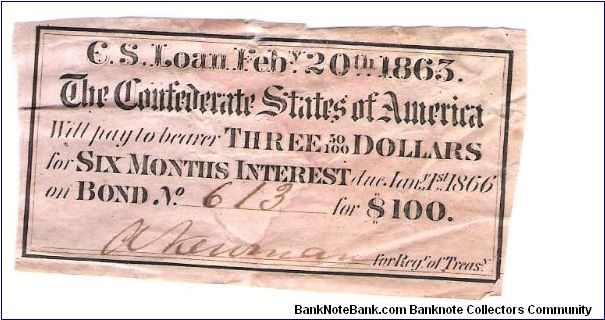 C. S. Loan Feb.y 20th 1863.
The Confederate States of America
Will pay to bearer THREE 50/100 DOLLARS
for SIX MONTHS INTEREST due Jan.y 1st 1866
on BOND. No 613 for $100.
for Reg.r of Treas.y
BankNoteBank.com Banknote Collectors Community